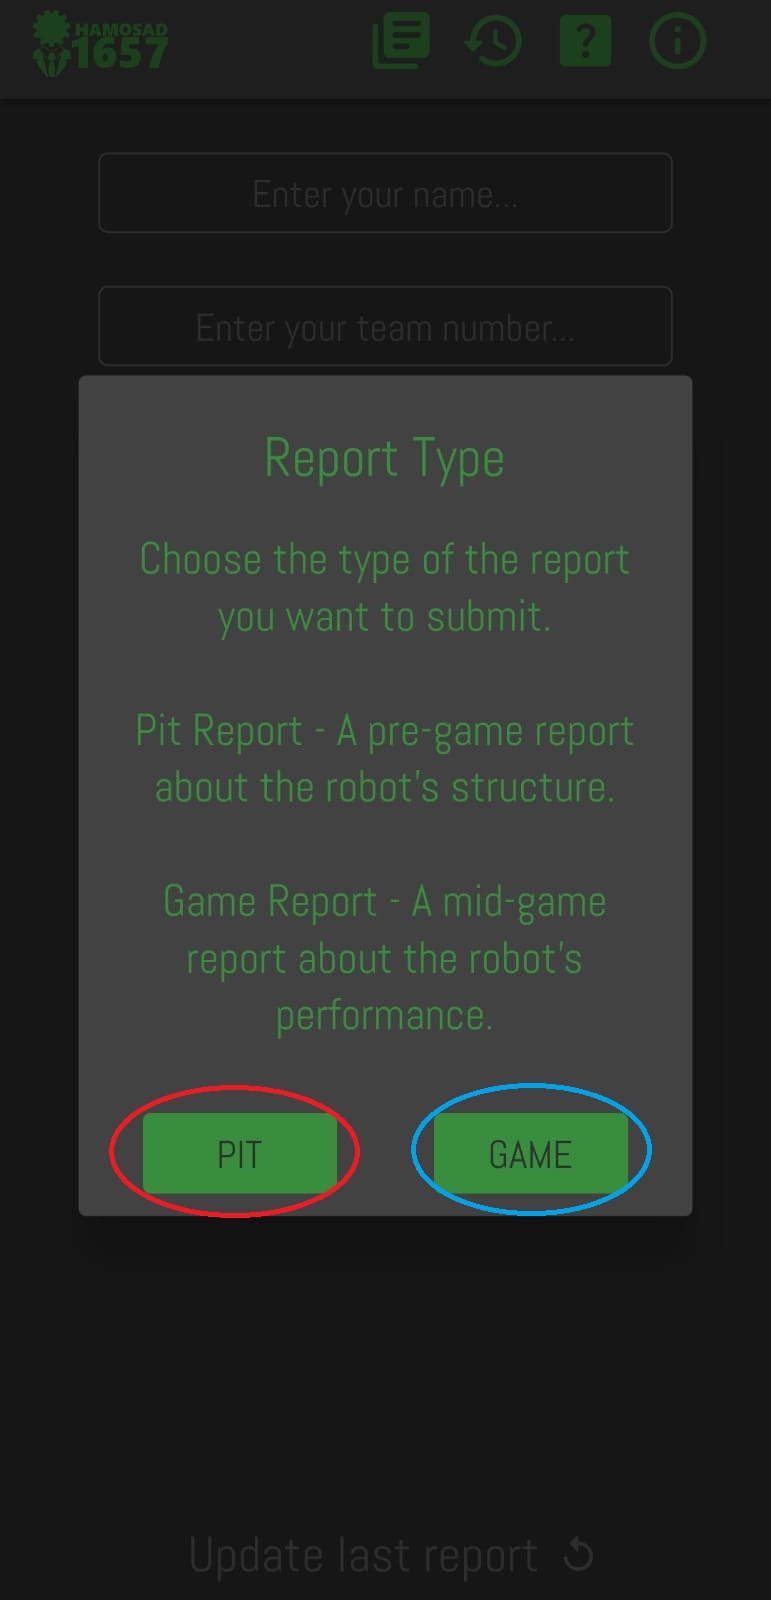 HAMOSAD
1657
?
i
Enter your name...
Enter your team number...
Report Type
Choose the type of the report
you want to submit.
Pit Report - A pre-game report
about the robot's structure.
Game Report - A mid-game
report about the robot's
performance.
PIT
GAME
Update last report